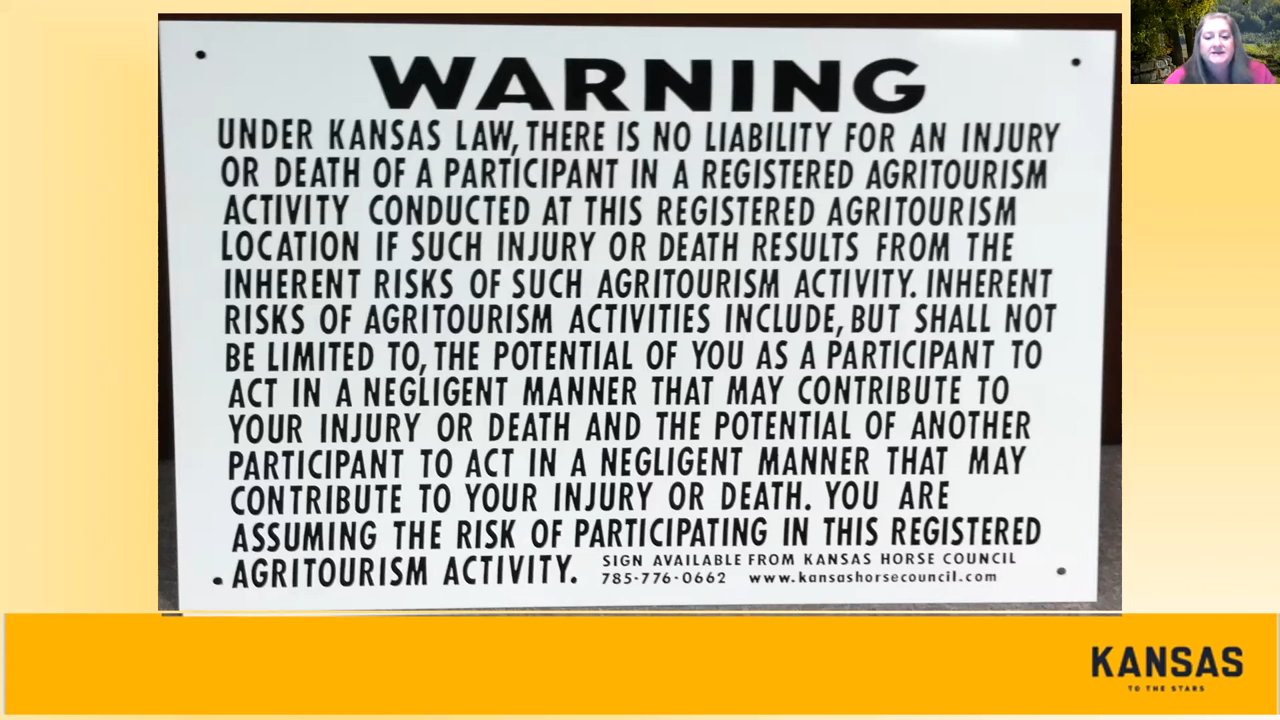 WARNING
UNDER KANSAS LAW, THERE IS NO LIABILITY FOR AN INJURY
OR DEATH OF A PARTICIPANT IN A REGISTERED AGRITOURISM
ACTIVITY CONDUCTED AT THIS REGISTERED AGRITOURISM
LOCATION IF SUCH INJURY OR DEATH RESULTS FROM THE
INHERENT RISKS OF SUCH AGRITOURISM ACTIVITY. INHERENT
RISKS OF AGRITOURISM ACTIVITIES INCLUDE, BUT SHALL NOT
BE LIMITED TO, THE POTENTIAL OF YOU AS A PARTICIPANT TO
ACT IN A NEGLIGENT MANNER THAT MAY CONTRIBUTE TO
YOUR INJURY OR DEATH AND THE POTENTIAL OF ANOTHER
PARTICIPANT TO ACT IN A NEGLIGENT MANNER THAT MAY
CONTRIBUTE TO YOUR INJURY OR DEATH. YOU ARE
ASSUMING THE RISK OF PARTICIPATING IN THIS REGISTERED
AGRITOURISM ACTIVITY.
SIGN AVAILABLE FROM KANSAS HORSE COUNCIL
785-776-0662 www.kansashorsecouncil.com
KANSAS
TO THE STARS